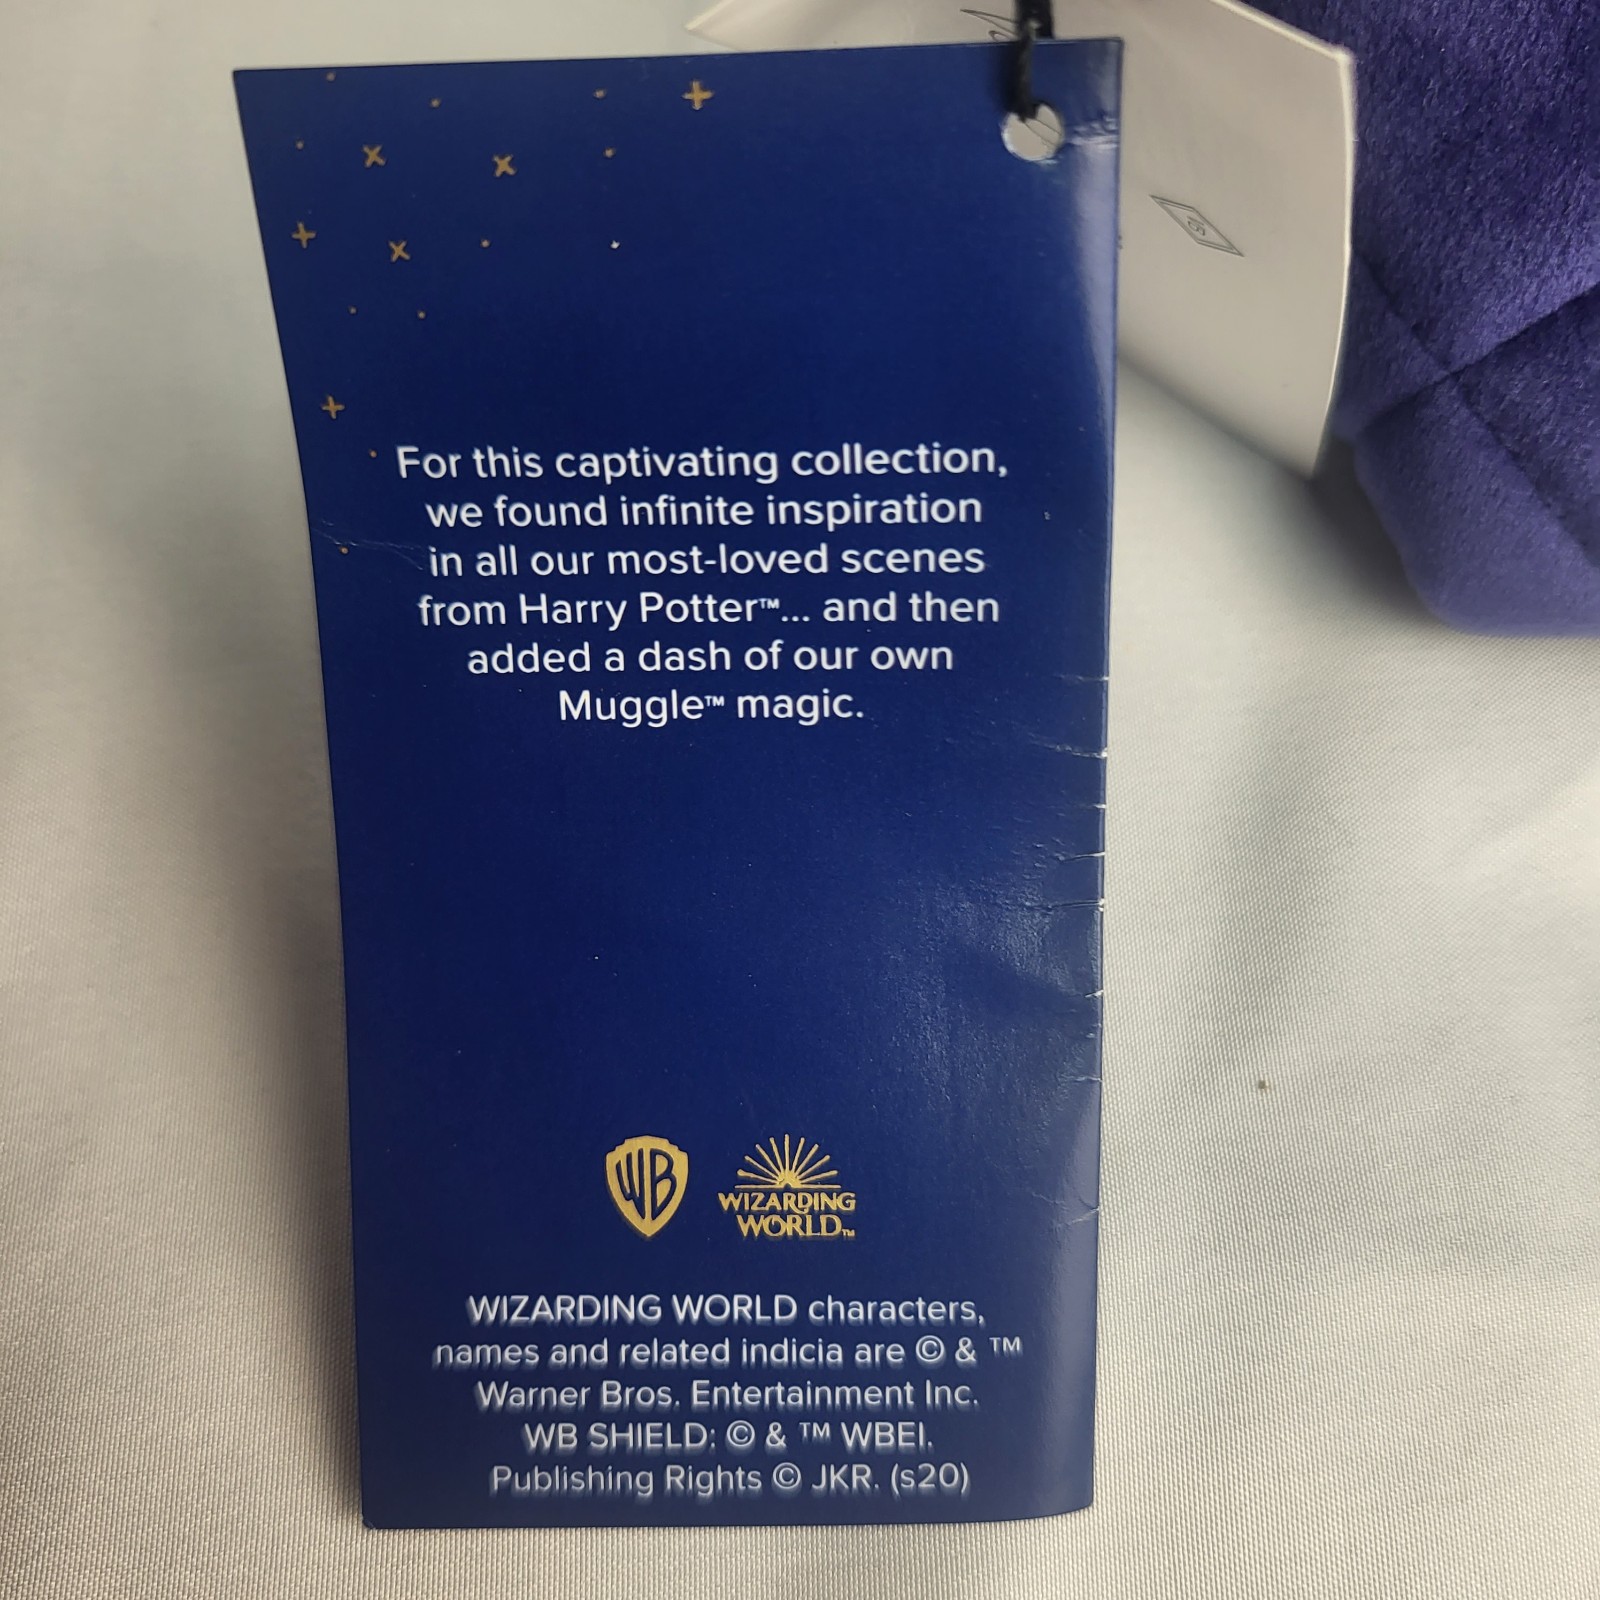 For this captivating collection,
we found infinite inspiration
in all our most-loved scenes
from Harry Potter™... and then
added a dash of our own
Muggle™ magic.
WB
WIZARDING
WORLD™
WIZARDING WORLD characters,
names and related indicia are © & ™
Warner Bros. Entertainment Inc.
WB SHIELD: © & ™ WBEI.
Publishing Rights © JKR. (s20)